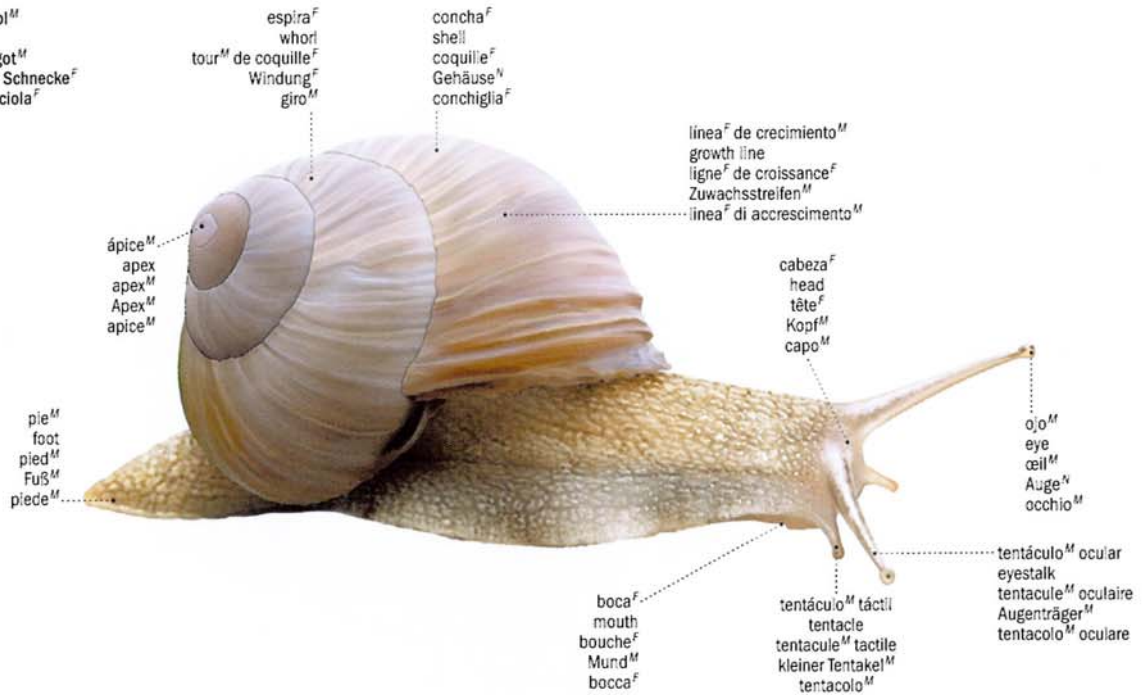 ol^M
got^M
Schnecke^F
ciola^F
espira^F
whorl
tour^M de coquille^F
Windung^F
giro^M
concha^F
shell
coquille^F
Gehäuse^N
conchiglia^F
línea^F de crecimiento^M
growth line
ligne^F de croissance^F
Zuwachsstreifen^M
linea^F di accrescimento^M
ápice^M
apex
apex^M
Apex^M
apice^M
cabeza^F
head
tête^F
Kopf^M
capo^M
pie^M
foot
pied^M
Fuß^M
piede^M
ojo^M
eye
œil^M
Auge^N
occhio^M
boca^F
mouth
bouche^F
Mund^M
bocca^F
tentáculo^M táctil
tentacle
tentacule^M tactile
kleiner Tentakel^M
tentacolo^M
tentáculo^M ocular
eyestalk
tentacule^M oculaire
Augenträger^M
tentacolo^M oculare